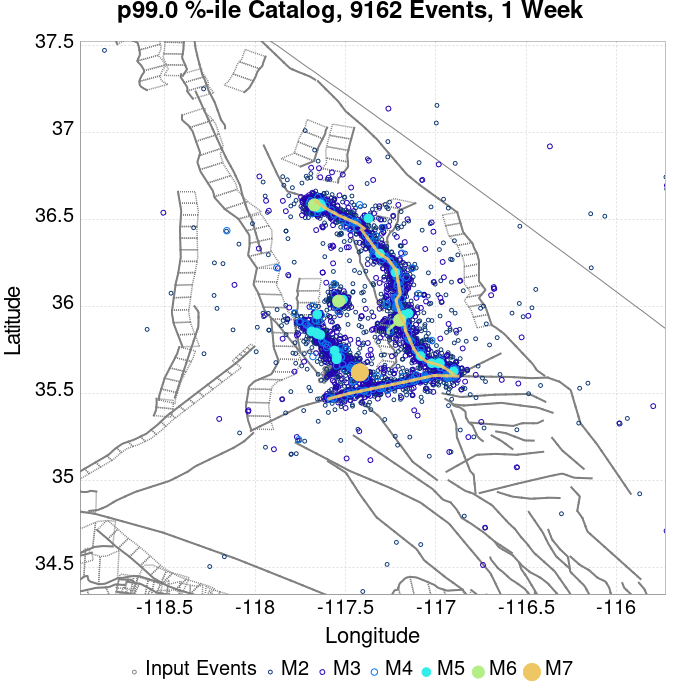 p99.0 %-ile Catalog, 9162 Events, 1 Week
37.5
37
36.5
36
35.5
35
34.5
Latitude
-118.5 -118 -117.5 -117 -116.5 -116
Longitude
Input Events M2 M3 M4 M5 M6 M7